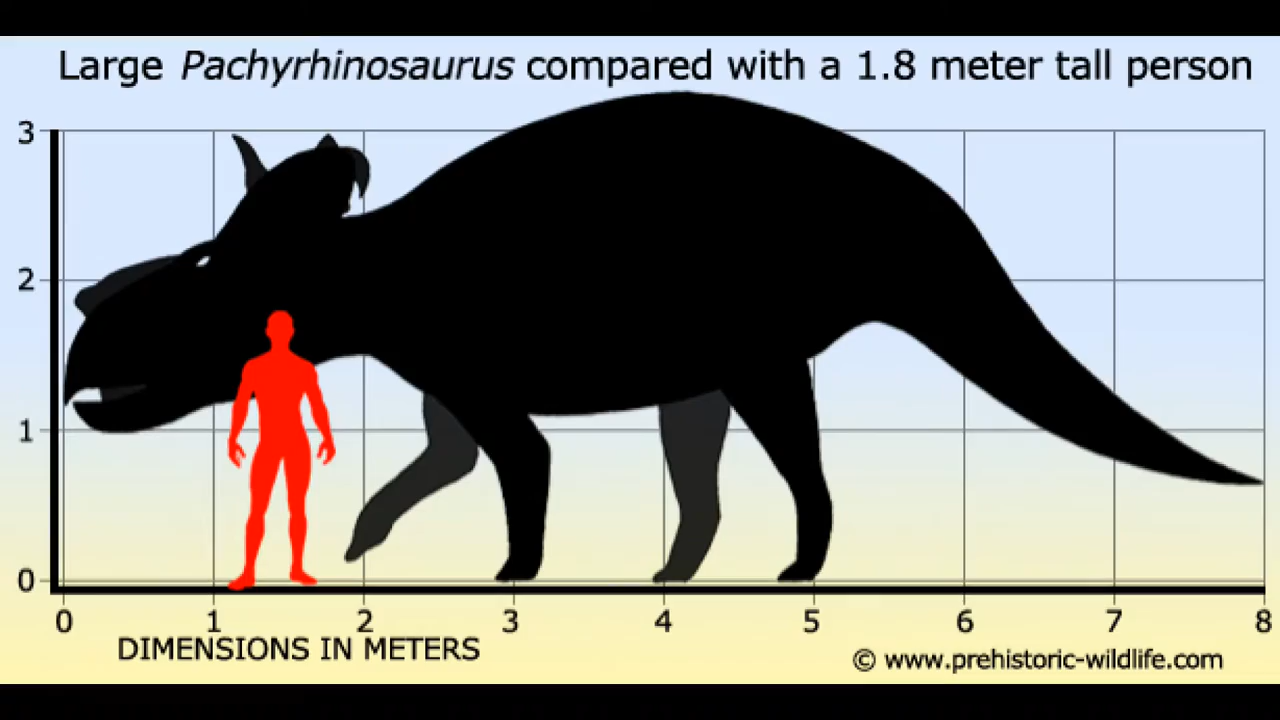 Large Pachyrhinosaurus compared with a 1.8 meter tall person
3
2
1
0
0 1 2 3 4 5 6 7 8
DIMENSIONS IN METERS
© www.prehistoric-wildlife.com